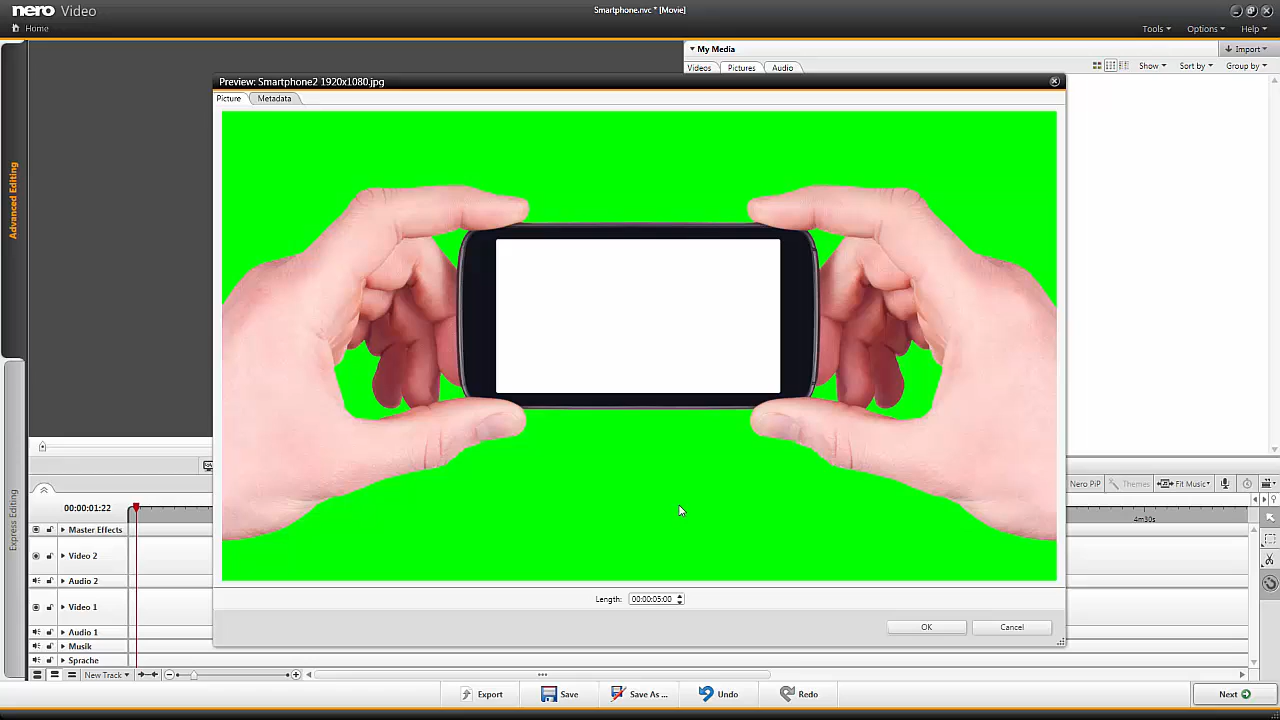 nero Video
Smartphone.nvc * [Movie]
Home
Tools
Options
Help
My Media
Import
Videos
Pictures
Audio
Show
Sort by
Group by
Advanced Editing
Express Editing
Preview: Smartphone2 1920x1080.jpg
Picture
Metadata
Length: 00:00:05:00
OK
Cancel
Nero PiP
Themes
Fit Music
00:00:01:22
4m30s
Master Effects
Video 2
Audio 2
Video 1
Audio 1
Musik
Sprache
New Track
Export
Save
Save As ...
Undo
Redo
Next